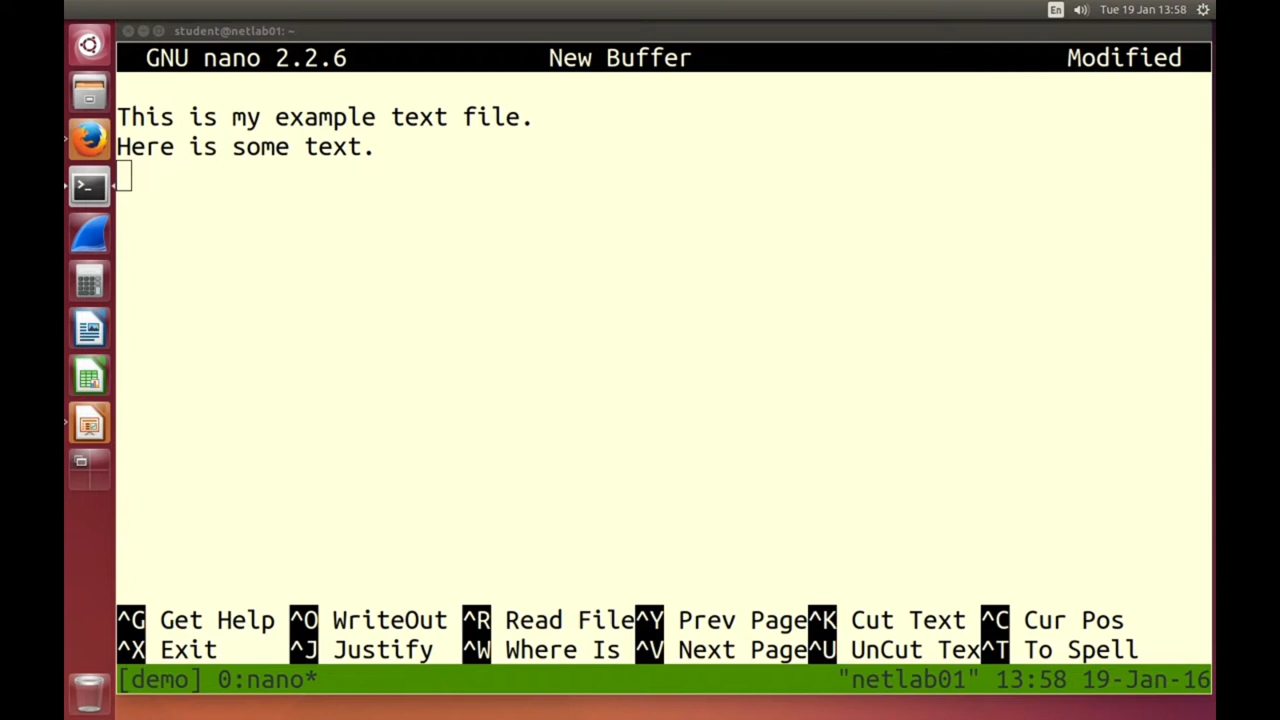 En Tue 19 Jan 13:58
student@netlab01: ~
GNU nano 2.2.6 New Buffer Modified
This is my example text file.
Here is some text.
^G Get Help ^O WriteOut ^R Read File ^Y Prev Page ^K Cut Text ^C Cur Pos
^X Exit ^J Justify ^W Where Is ^V Next Page ^U UnCut Tex ^T To Spell
[demo] 0:nano* "netlab01" 13:58 19-Jan-16